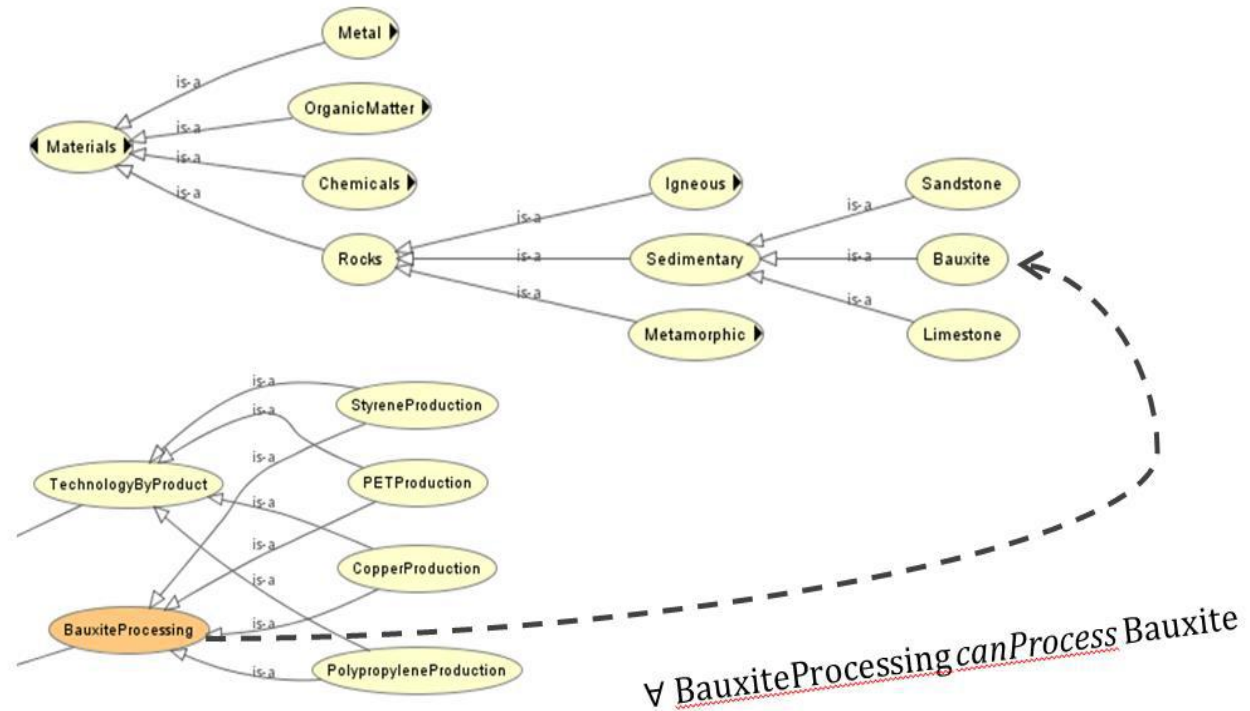 Metal
is-a
OrganicMatter
is-a
Materials
is-a
Chemicals
is-a
Igneous
Sandstone
is-a
is-a
Rocks
is-a
Sedimentary
is-a
Bauxite
is-a
is-a
Metamorphic
Limestone
is-a
StyreneProduction
is-a
is-a
TechnologyByProduct
PETProduction
is-a
is-a
CopperProduction
is-a
BauxiteProcessing
is-a
is-a
PolypropyleneProduction
∀ BauxiteProcessing canProcess Bauxite